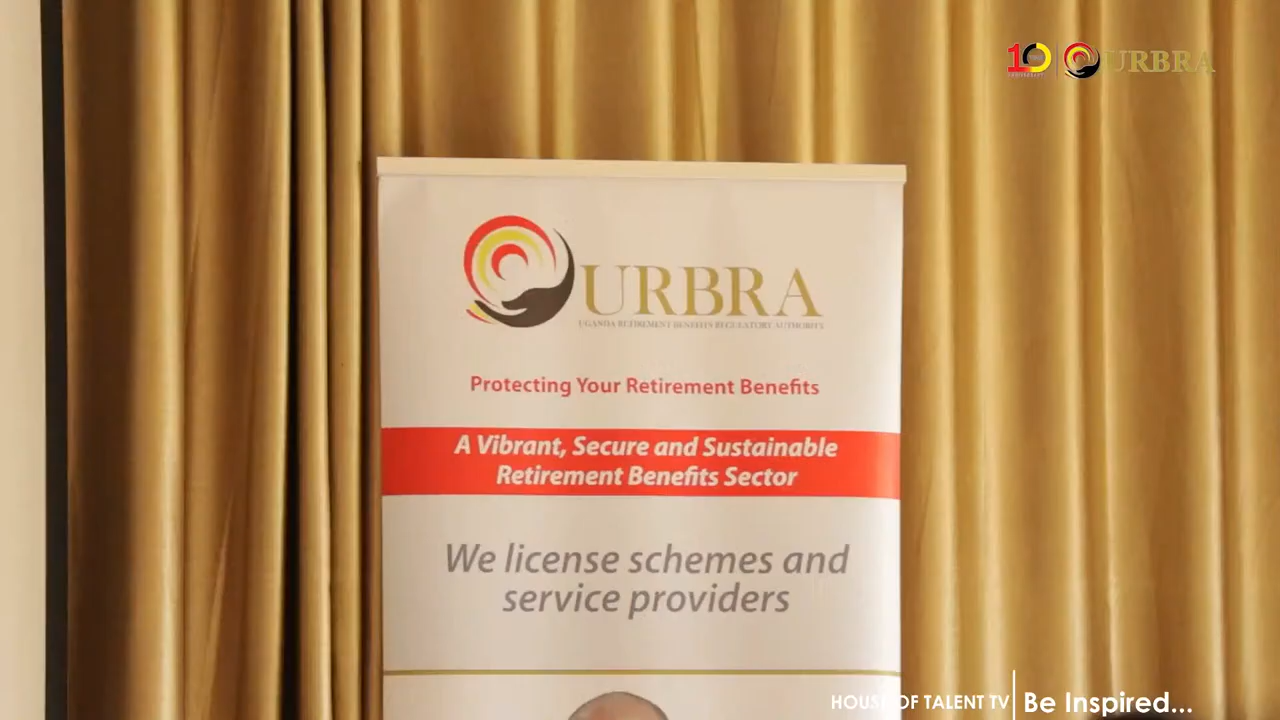 10
URBRA
URBRA
UGANDA RETIREMENT BENEFITS REGULATORY AUTHORITY
Protecting Your Retirement Benefits
A Vibrant, Secure and Sustainable
Retirement Benefits Sector
We license schemes and
service providers
HOUSE OF TALENT TV
Be Inspired...